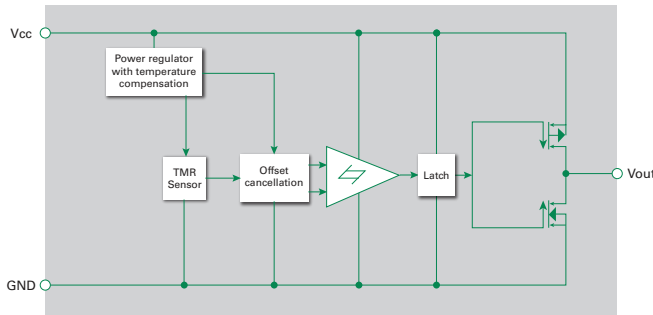 Vcc
Power regulator
with temperature
compensation
TMR
Sensor
Offset
cancellation
Latch
Vout
GND